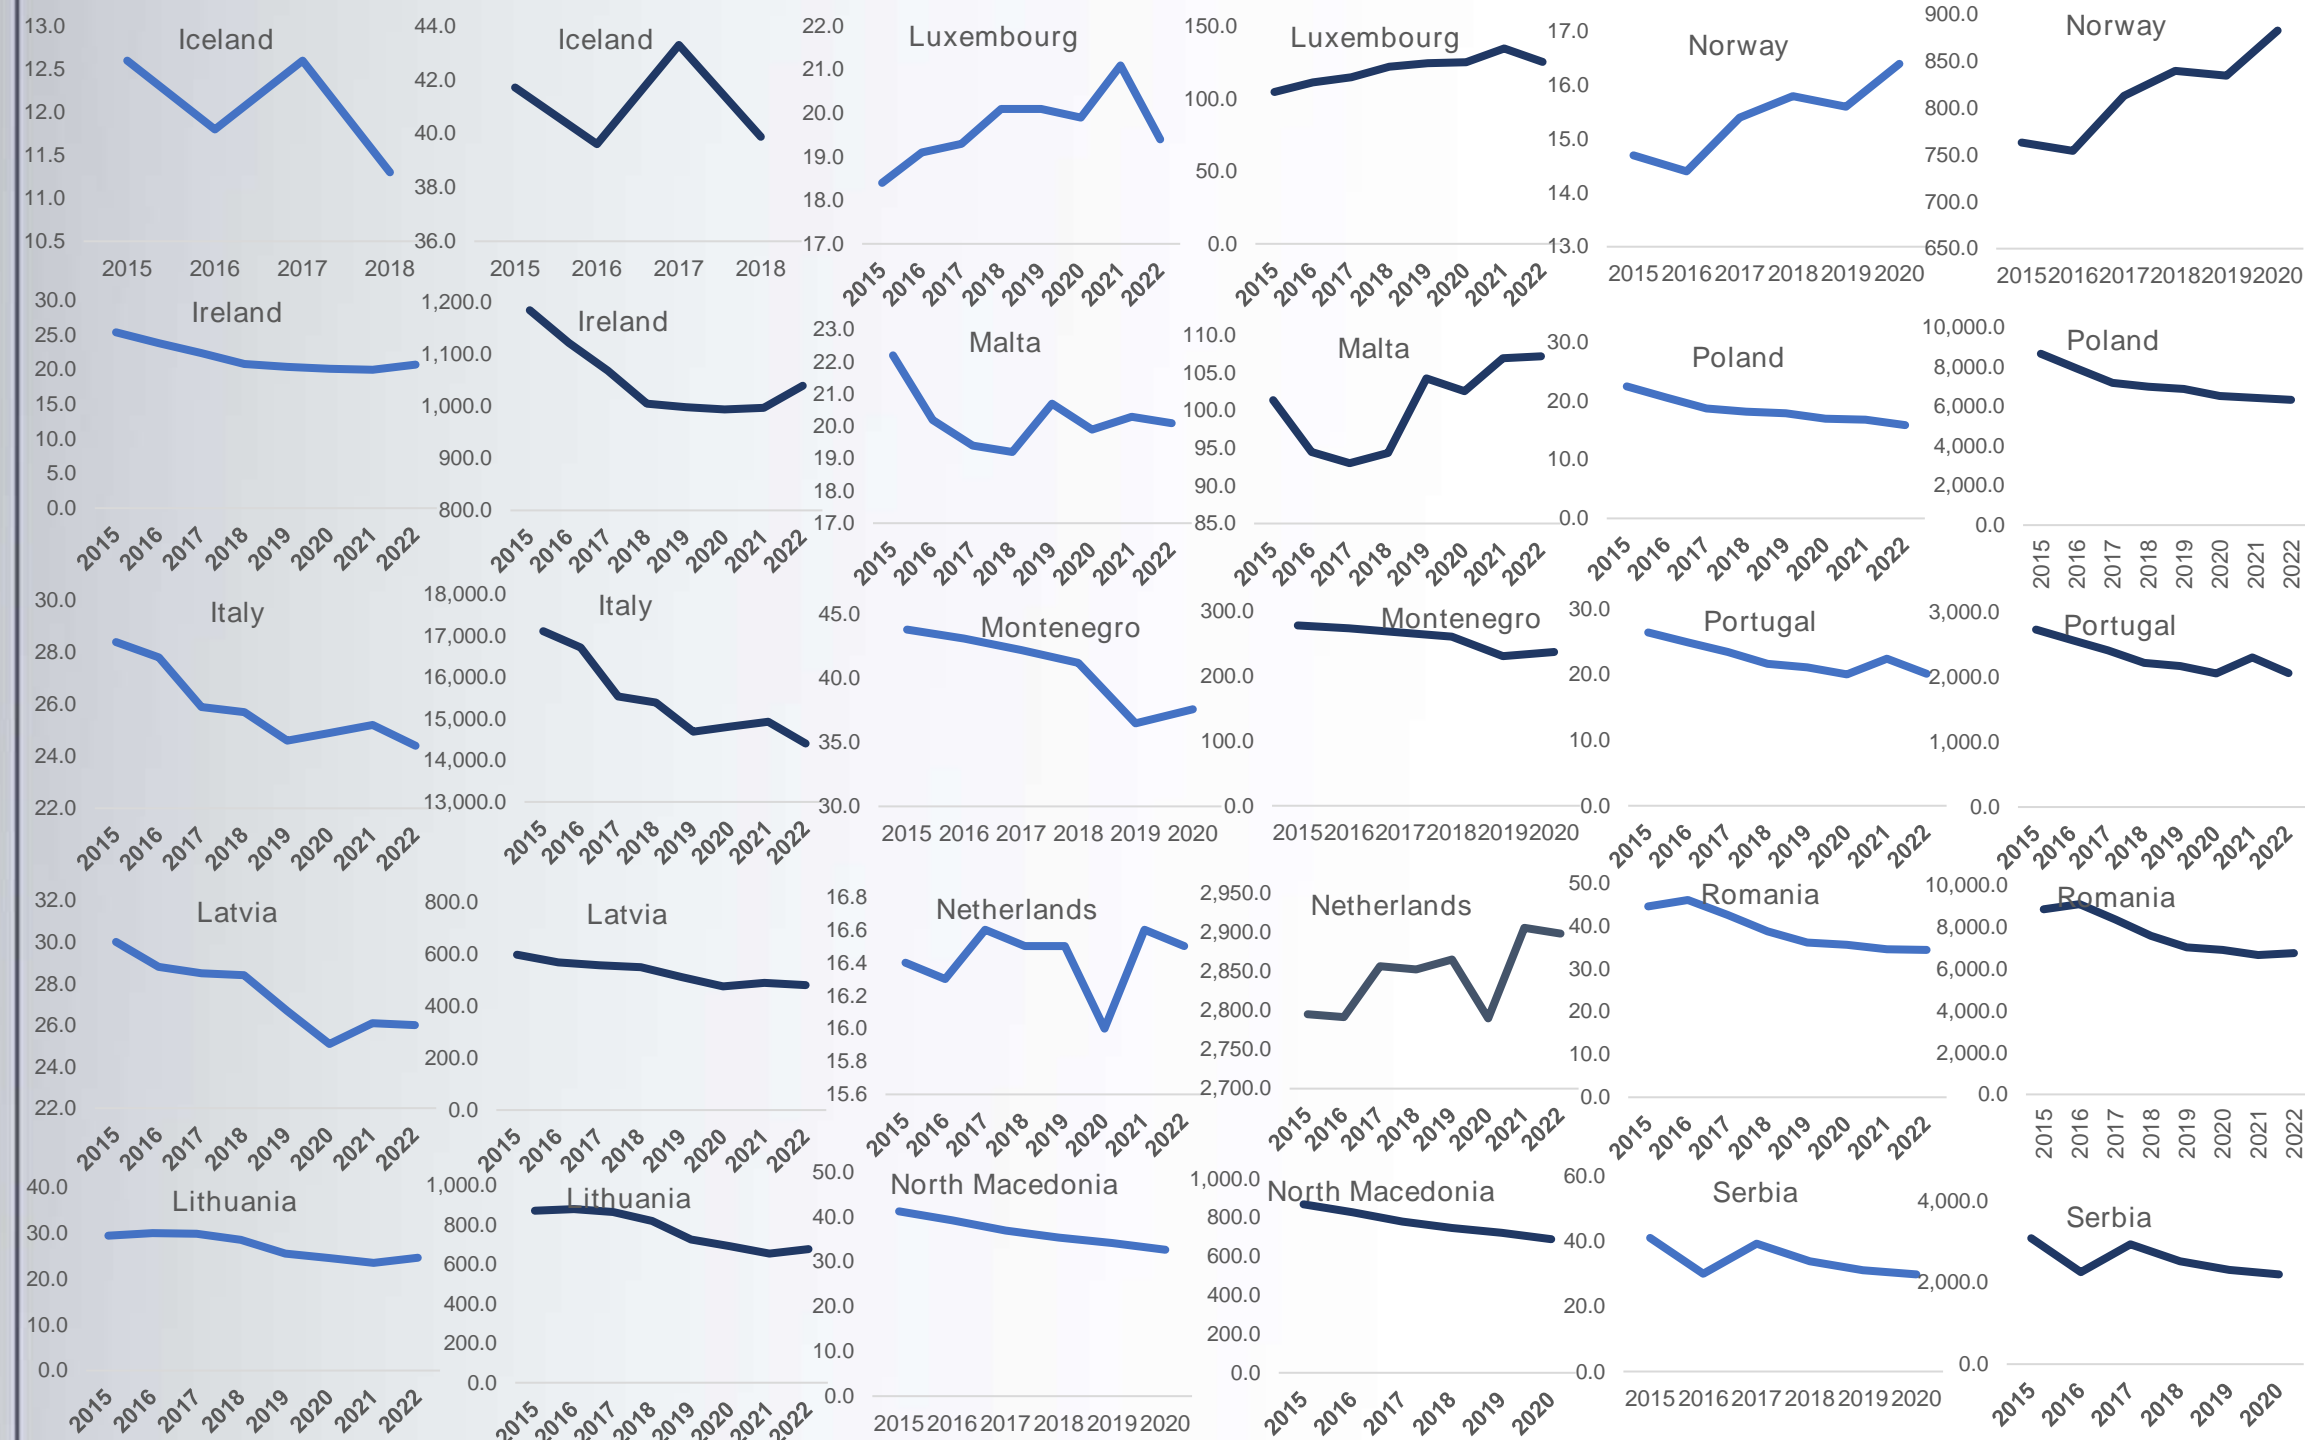 Iceland
13.0
12.5
12.0
11.5
11.0
10.5
2015 2016 2017 2018
Iceland
44.0
42.0
40.0
38.0
36.0
2015 2016 2017 2018
Luxembourg
22.0
21.0
20.0
19.0
18.0
17.0
2015 2016 2017 2018 2019 2020 2021 2022
Luxembourg
150.0
100.0
50.0
0.0
2015 2016 2017 2018 2019 2020 2021 2022
Norway
17.0
16.0
15.0
14.0
13.0
2015 2016 2017 2018 2019 2020
Norway
900.0
850.0
800.0
750.0
700.0
650.0
2015 2016 2017 2018 2019 2020
Ireland
30.0
25.0
20.0
15.0
10.0
5.0
0.0
2015 2016 2017 2018 2019 2020 2021 2022
Ireland
1,200.0
1,100.0
1,000.0
900.0
800.0
2015 2016 2017 2018 2019 2020 2021 2022
Malta
23.0
22.0
21.0
20.0
19.0
18.0
17.0
2015 2016 2017 2018 2019 2020 2021 2022
Malta
110.0
105.0
100.0
95.0
90.0
85.0
2015 2016 2017 2018 2019 2020 2021 2022
Poland
30.0
20.0
10.0
0.0
2015 2016 2017 2018 2019 2020 2021 2022
Poland
10,000.0
8,000.0
6,000.0
4,000.0
2,000.0
0.0
2015 2016 2017 2018 2019 2020 2021 2022
Italy
30.0
28.0
26.0
24.0
22.0
2015 2016 2017 2018 2019 2020 2021 2022
Italy
18,000.0
17,000.0
16,000.0
15,000.0
14,000.0
13,000.0
2015 2016 2017 2018 2019 2020 2021 2022
Montenegro
45.0
40.0
35.0
30.0
2015 2016 2017 2018 2019 2020
Montenegro
300.0
200.0
100.0
0.0
2015 2016 2017 2018 2019 2020
Portugal
30.0
20.0
10.0
0.0
2015 2016 2017 2018 2019 2020 2021 2022
Portugal
3,000.0
2,000.0
1,000.0
0.0
2015 2016 2017 2018 2019 2020 2021 2022
Latvia
32.0
30.0
28.0
26.0
24.0
22.0
2015 2016 2017 2018 2019 2020 2021 2022
Latvia
800.0
600.0
400.0
200.0
0.0
2015 2016 2017 2018 2019 2020 2021 2022
Netherlands
16.8
16.6
16.4
16.2
16.0
15.8
15.6
2015 2016 2017 2018 2019 2020 2021 2022
Netherlands
2,950.0
2,900.0
2,850.0
2,800.0
2,750.0
2,700.0
2015 2016 2017 2018 2019 2020 2021 2022
Romania
50.0
40.0
30.0
20.0
10.0
0.0
2015 2016 2017 2018 2019 2020 2021 2022
Romania
10,000.0
8,000.0
6,000.0
4,000.0
2,000.0
0.0
2015 2016 2017 2018 2019 2020 2021 2022
Lithuania
40.0
30.0
20.0
10.0
0.0
2015 2016 2017 2018 2019 2020 2021 2022
Lithuania
1,000.0
800.0
600.0
400.0
200.0
0.0
2015 2016 2017 2018 2019 2020 2021 2022
North Macedonia
50.0
40.0
30.0
20.0
10.0
0.0
2015 2016 2017 2018 2019 2020
North Macedonia
1,000.0
800.0
600.0
400.0
200.0
0.0
2015 2016 2017 2018 2019 2020
Serbia
60.0
40.0
20.0
0.0
2015 2016 2017 2018 2019 2020
Serbia
4,000.0
2,000.0
0.0
2015 2016 2017 2018 2019 2020